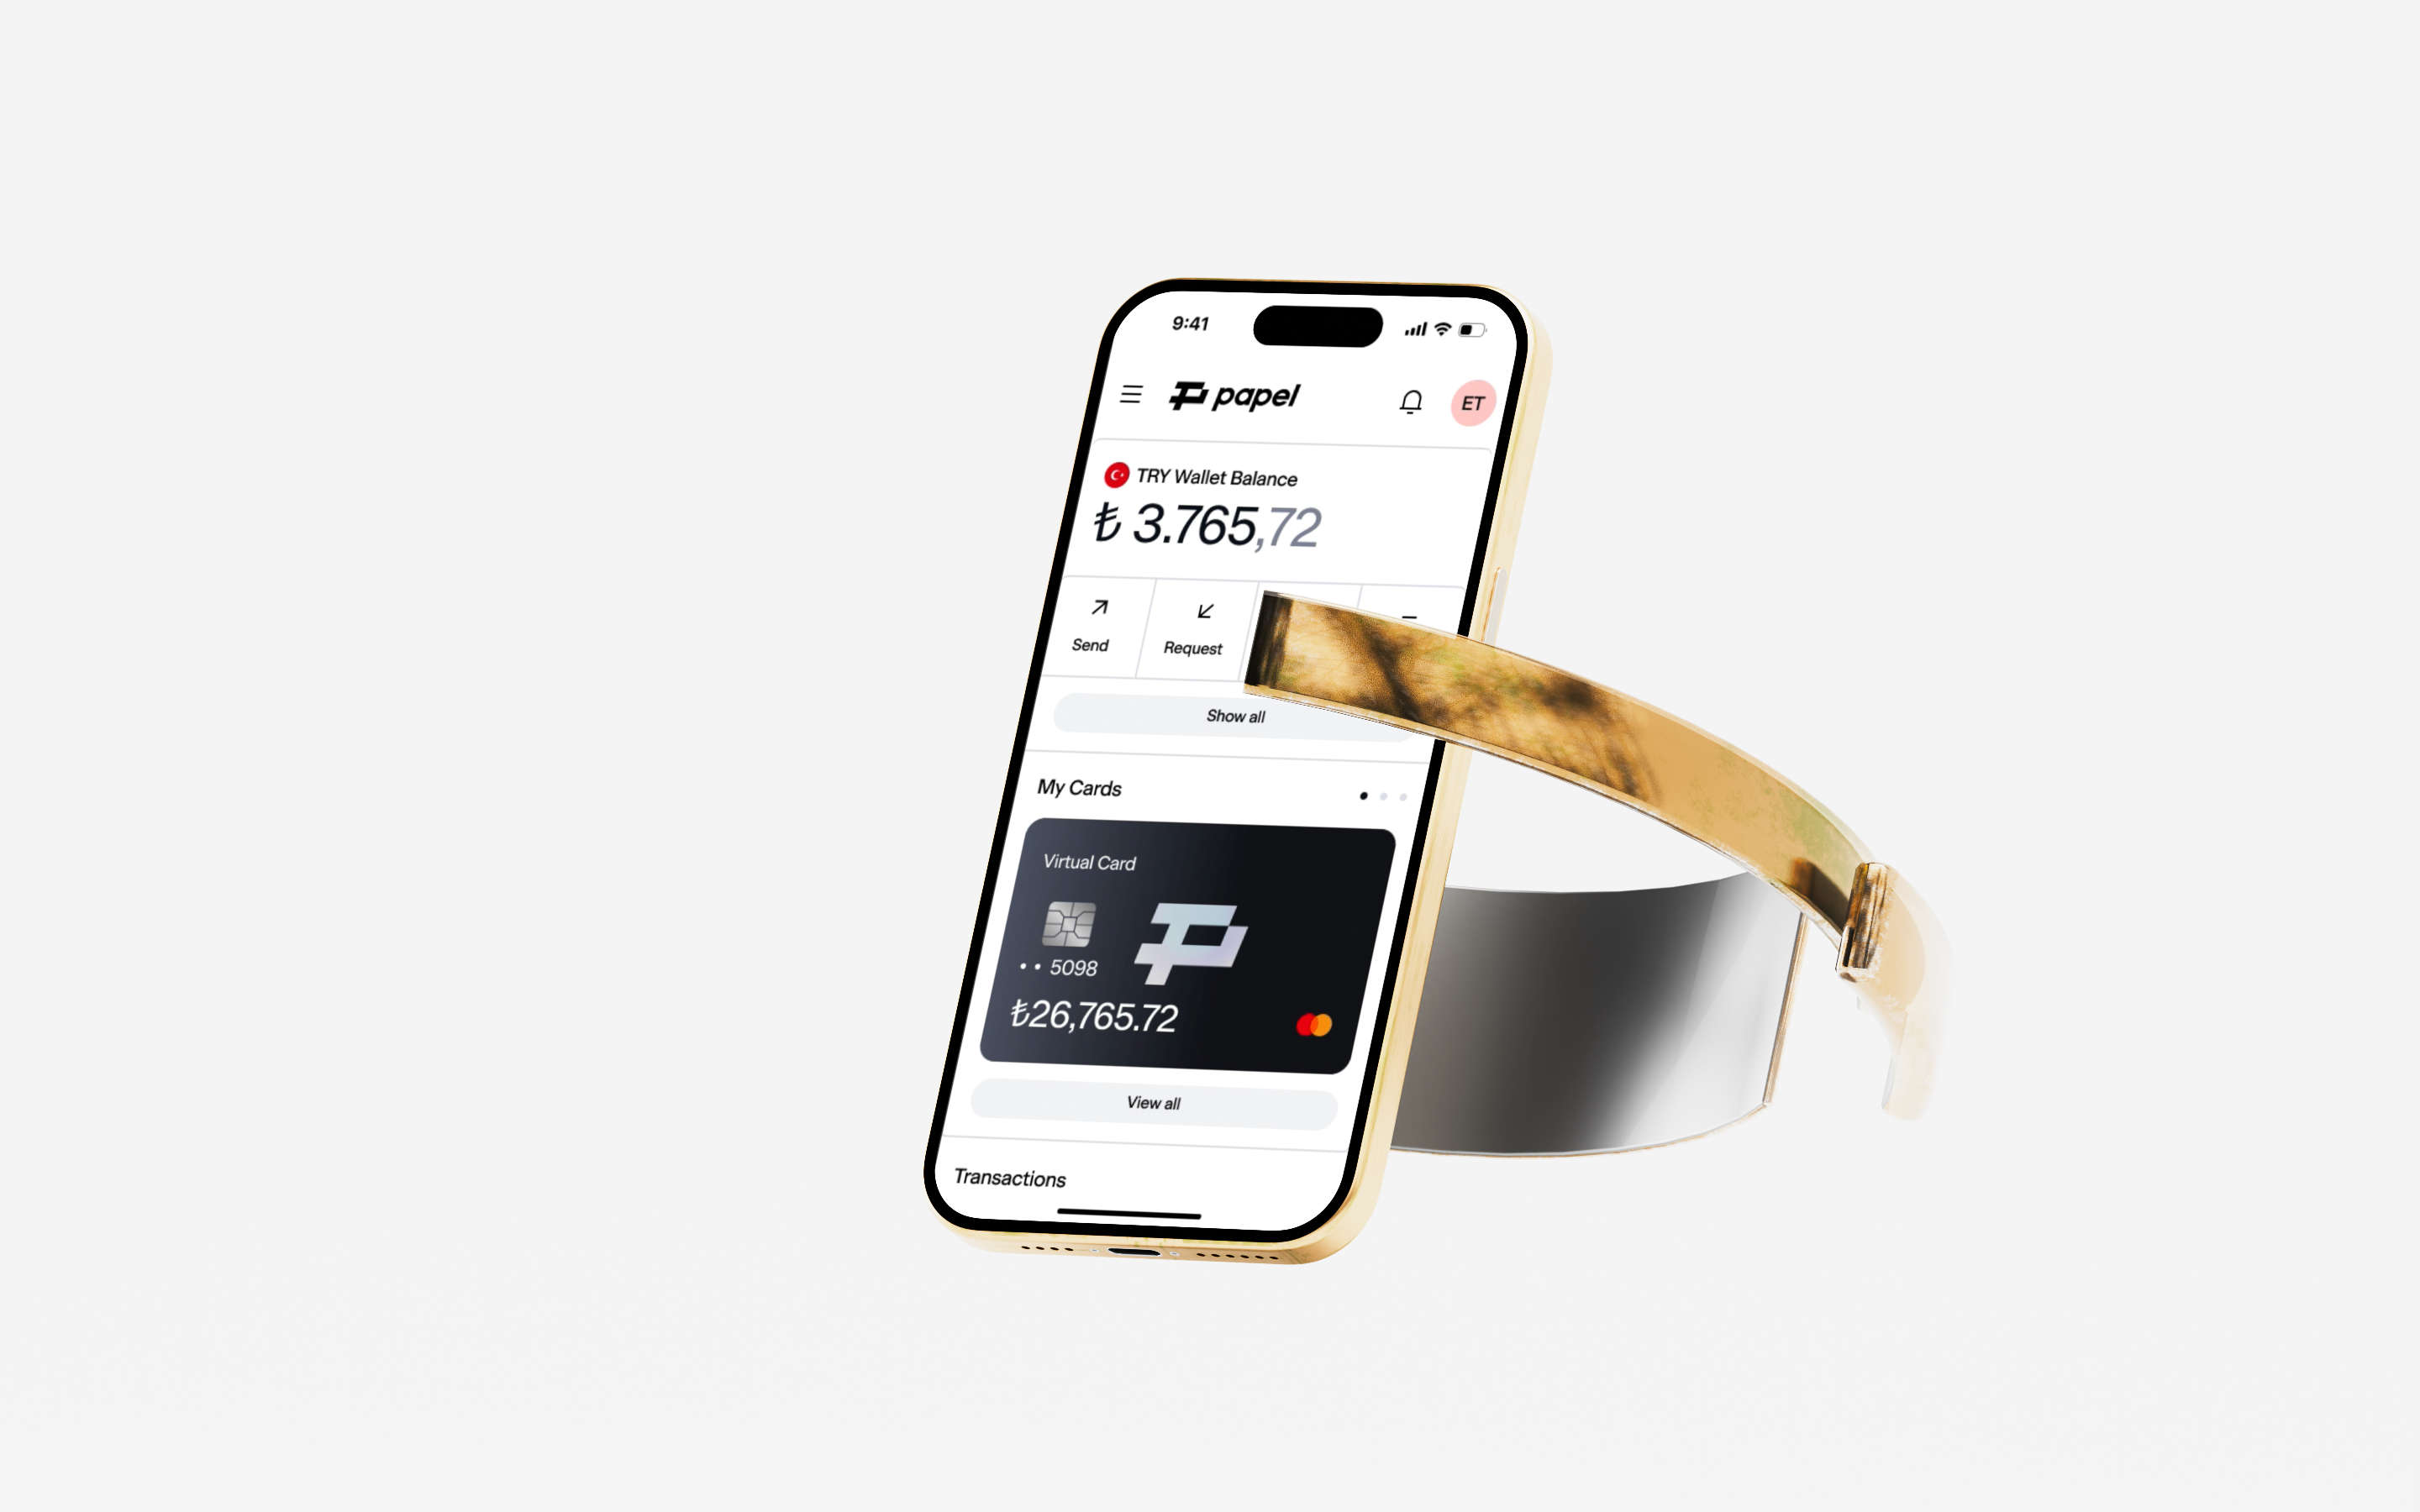 9:41
papel
ET
TRY Wallet Balance
₺ 3.765,72
Send
Request
Show all
My Cards
Virtual Card
•• 5098
₺26,765.72
View all
Transactions